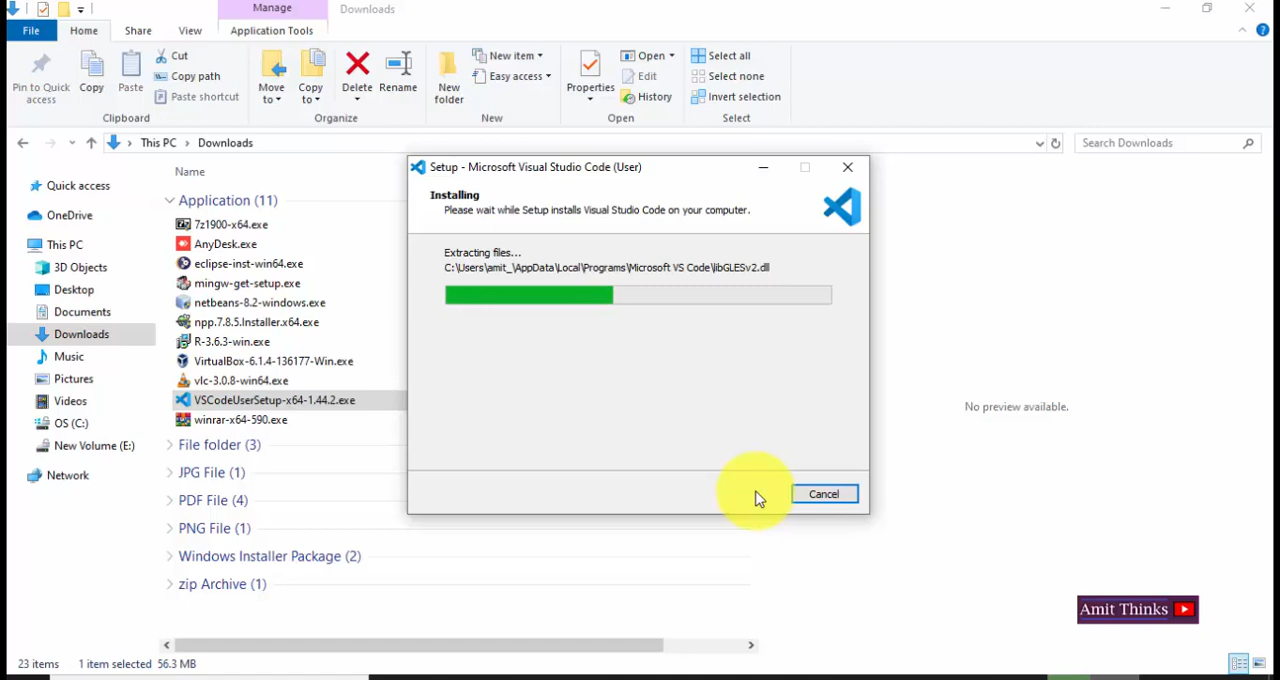 Manage
Downloads
File
Home
Share
View
Application Tools
Pin to Quick
access
Copy
Paste
Cut
Copy path
Paste shortcut
Clipboard
Move
to
Copy
to
Delete
Rename
Organize
New
folder
New item
Easy access
New
Properties
Open
Edit
History
Open
Select all
Select none
Invert selection
Select
This PC > Downloads
Search Downloads
Quick access
OneDrive
This PC
3D Objects
Desktop
Documents
Downloads
Music
Pictures
Videos
OS (C:)
New Volume (E:)
Network
Name
Application (11)
7z1900-x64.exe
AnyDesk.exe
eclipse-inst-win64.exe
mingw-get-setup.exe
netbeans-8.2-windows.exe
npp.7.8.5.Installer.x64.exe
R-3.6.3-win.exe
VirtualBox-6.1.4-136177-Win.exe
vlc-3.0.8-win64.exe
VSCodeUserSetup-x64-1.44.2.exe
winrar-x64-590.exe
File folder (3)
JPG File (1)
PDF File (4)
PNG File (1)
Windows Installer Package (2)
zip Archive (1)
Setup - Microsoft Visual Studio Code (User)
Installing
Please wait while Setup installs Visual Studio Code on your computer.
Extracting files...
C:\Users\amit_\AppData\Local\Programs\Microsoft VS Code\libGLESv2.dll
Cancel
No preview available.
Amit Thinks
23 items
1 item selected 56.3 MB